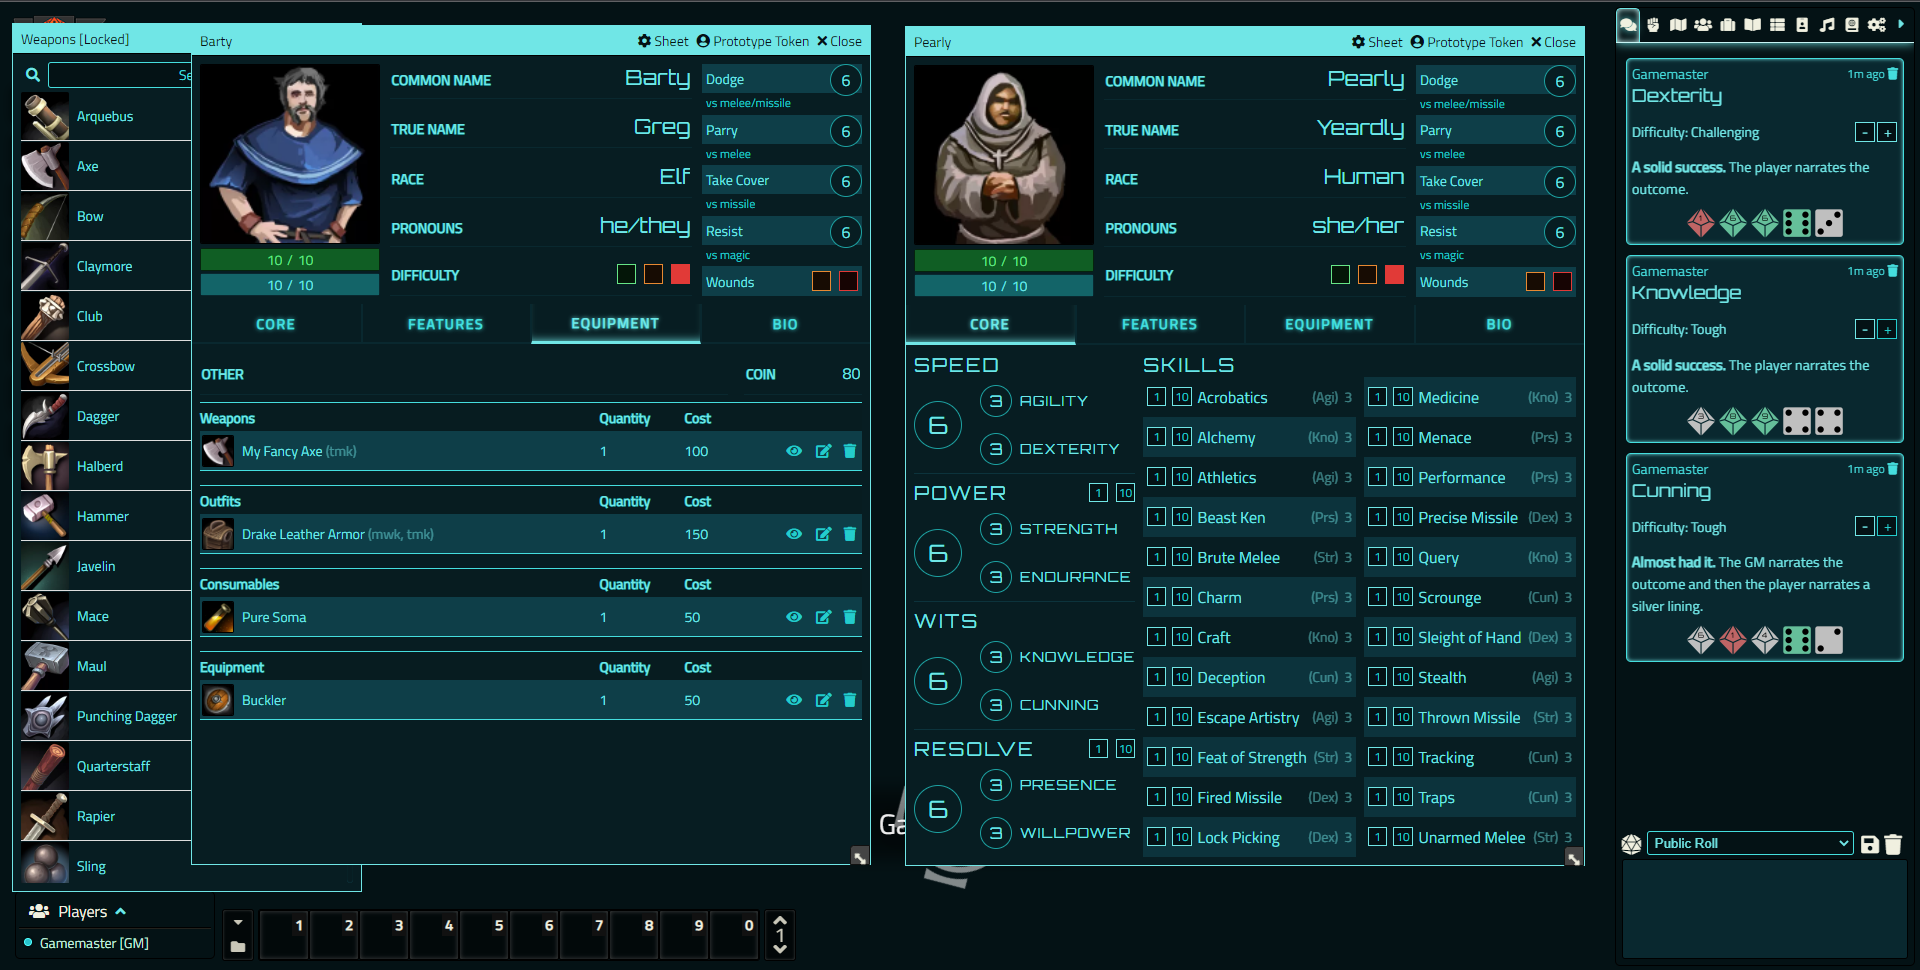 Weapons [Locked]
Se
Arquebus
Axe
Bow
Claymore
Club
Crossbow
Dagger
Halberd
Hammer
Javelin
Mace
Maul
Punching Dagger
Quarterstaff
Rapier
Sling
Barty
Sheet Prototype Token Close
COMMON NAME Barty
TRUE NAME Greg
RACE Elf
PRONOUNS he/they
DIFFICULTY
10 / 10
10 / 10
Dodge 6
vs melee/missile
Parry 6
vs melee
Take Cover 6
vs missile
Resist 6
vs magic
Wounds
CORE FEATURES EQUIPMENT BIO
OTHER COIN 80
Weapons Quantity Cost
My Fancy Axe (tmk) 1 100
Outfits Quantity Cost
Drake Leather Armor (mwk, tmk) 1 150
Consumables Quantity Cost
Pure Soma 1 50
Equipment Quantity Cost
Buckler 1 50
Ga
Pearly
Sheet Prototype Token Close
COMMON NAME Pearly
TRUE NAME Yeardly
RACE Human
PRONOUNS she/her
DIFFICULTY
10 / 10
10 / 10
Dodge 6
vs melee/missile
Parry 6
vs melee
Take Cover 6
vs missile
Resist 6
vs magic
Wounds
CORE FEATURES EQUIPMENT BIO
SPEED
6
3 AGILITY
3 DEXTERITY
POWER 1 10
6
3 STRENGTH
3 ENDURANCE
WITS
6
3 KNOWLEDGE
3 CUNNING
RESOLVE 1 10
6
3 PRESENCE
3 WILLPOWER
SKILLS
1 10 Acrobatics (Agi) 3
1 10 Alchemy (Kno) 3
1 10 Athletics (Agi) 3
1 10 Beast Ken (Prs) 3
1 10 Brute Melee (Str) 3
1 10 Charm (Prs) 3
1 10 Craft (Kno) 3
1 10 Deception (Cun) 3
1 10 Escape Artistry (Agi) 3
1 10 Feat of Strength (Str) 3
1 10 Fired Missile (Dex) 3
1 10 Lock Picking (Dex) 3
1 10 Medicine (Kno) 3
1 10 Menace (Prs) 3
1 10 Performance (Prs) 3
1 10 Precise Missile (Dex) 3
1 10 Query (Kno) 3
1 10 Scrounge (Cun) 3
1 10 Sleight of Hand (Dex) 3
1 10 Stealth (Agi) 3
1 10 Thrown Missile (Str) 3
1 10 Tracking (Cun) 3
1 10 Traps (Cun) 3
1 10 Unarmed Melee (Str) 3
Gamemaster 1m ago
Dexterity
Difficulty: Challenging - +
A solid success. The player narrates the
outcome.
Gamemaster 1m ago
Knowledge
Difficulty: Tough - +
A solid success. The player narrates the
outcome.
Gamemaster 1m ago
Cunning
Difficulty: Tough - +
Almost had it. The GM narrates the
outcome and then the player narrates a
silver lining.
Public Roll
Players
Gamemaster [GM]
1 2 3 4 5 6 7 8 9 0
1